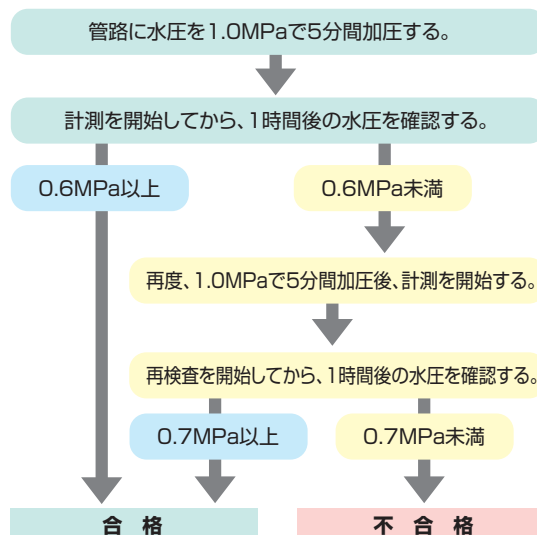 管路に水圧を1.0MPaで5分間加圧する。
計測を開始してから、1時間後の水圧を確認する。
0.6MPa以上
0.6MPa未満
再度、1.0MPaで5分間加圧後、計測を開始する。
再検査を開始してから、1時間後の水圧を確認する。
0.7MPa以上
0.7MPa未満
合 格
不 合 格